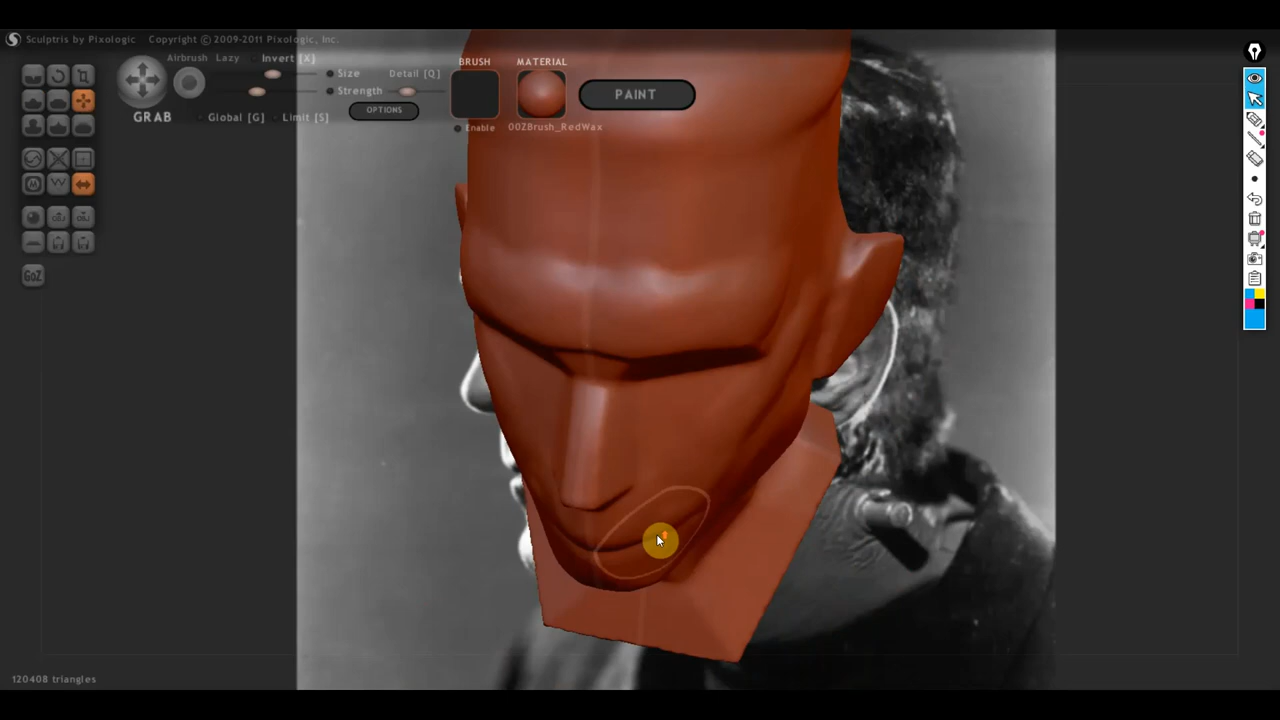 Sculptris by Pixologic Copyright © 2009-2011 Pixologic, Inc.
Airbrush Lazy Invert [X]
Size Detail [Q]
Strength
OPTIONS
GRAB Global [G] Limit [S]
BRUSH
Enable
MATERIAL
00ZBrush_RedWax
PAINT
GoZ
120408 triangles